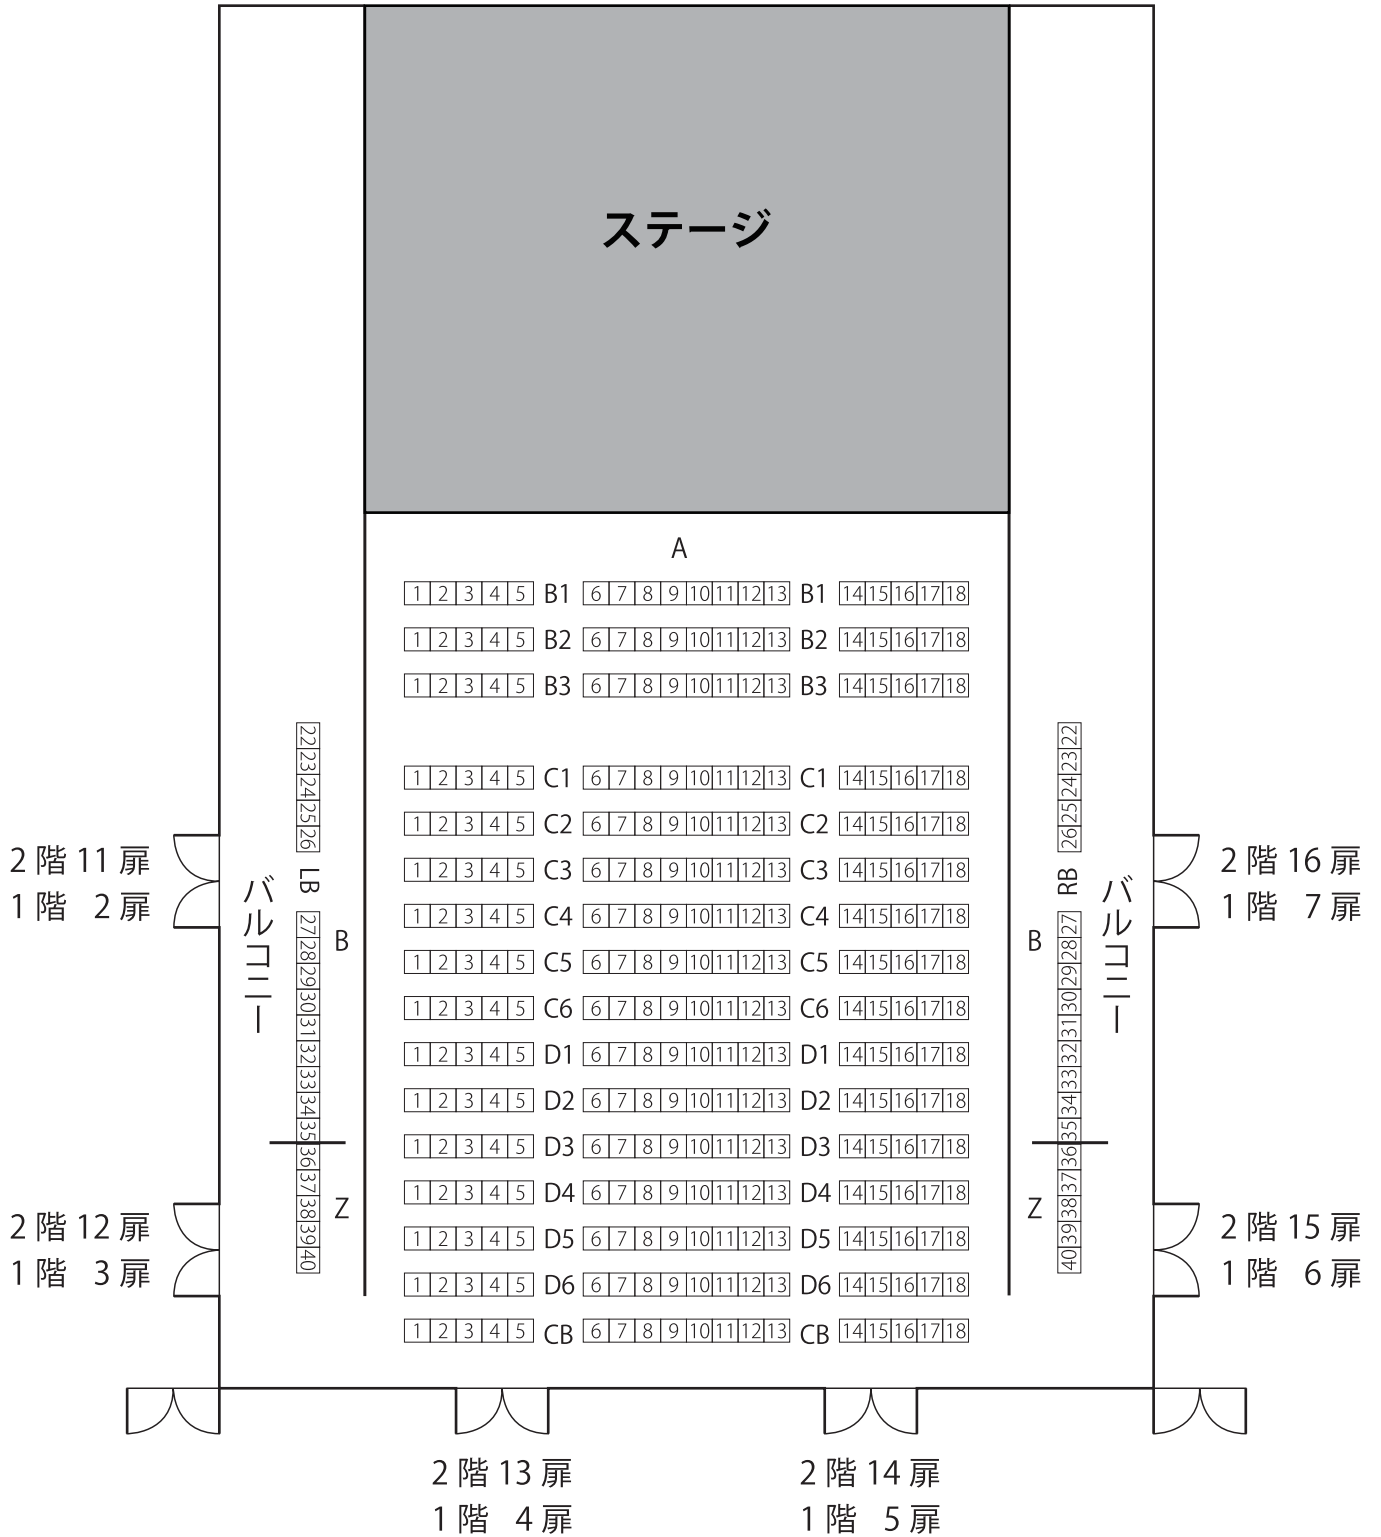 ステージ
A
1 2 3 4 5 B1 6 7 8 9 10 11 12 13 B1 14 15 16 17 18
1 2 3 4 5 B2 6 7 8 9 10 11 12 13 B2 14 15 16 17 18
1 2 3 4 5 B3 6 7 8 9 10 11 12 13 B3 14 15 16 17 18
1 2 3 4 5 C1 6 7 8 9 10 11 12 13 C1 14 15 16 17 18
1 2 3 4 5 C2 6 7 8 9 10 11 12 13 C2 14 15 16 17 18
1 2 3 4 5 C3 6 7 8 9 10 11 12 13 C3 14 15 16 17 18
1 2 3 4 5 C4 6 7 8 9 10 11 12 13 C4 14 15 16 17 18
1 2 3 4 5 C5 6 7 8 9 10 11 12 13 C5 14 15 16 17 18
1 2 3 4 5 C6 6 7 8 9 10 11 12 13 C6 14 15 16 17 18
1 2 3 4 5 D1 6 7 8 9 10 11 12 13 D1 14 15 16 17 18
1 2 3 4 5 D2 6 7 8 9 10 11 12 13 D2 14 15 16 17 18
1 2 3 4 5 D3 6 7 8 9 10 11 12 13 D3 14 15 16 17 18
1 2 3 4 5 D4 6 7 8 9 10 11 12 13 D4 14 15 16 17 18
1 2 3 4 5 D5 6 7 8 9 10 11 12 13 D5 14 15 16 17 18
1 2 3 4 5 D6 6 7 8 9 10 11 12 13 D6 14 15 16 17 18
1 2 3 4 5 CB 6 7 8 9 10 11 12 13 CB 14 15 16 17 18
22 23 24 25 26 LB 27 28 29 30 31 32 33 34 35 36 37 38 39 40
バルコニー
B
Z
22 23 24 25 26 RB 27 28 29 30 31 32 33 34 35 36 37 38 39 40
バルコニー
B
Z
2 階 11 扉
1 階 2 扉
2 階 12 扉
1 階 3 扉
2 階 16 扉
1 階 7 扉
2 階 15 扉
1 階 6 扉
2 階 13 扉
1 階 4 扉
2 階 14 扉
1 階 5 扉